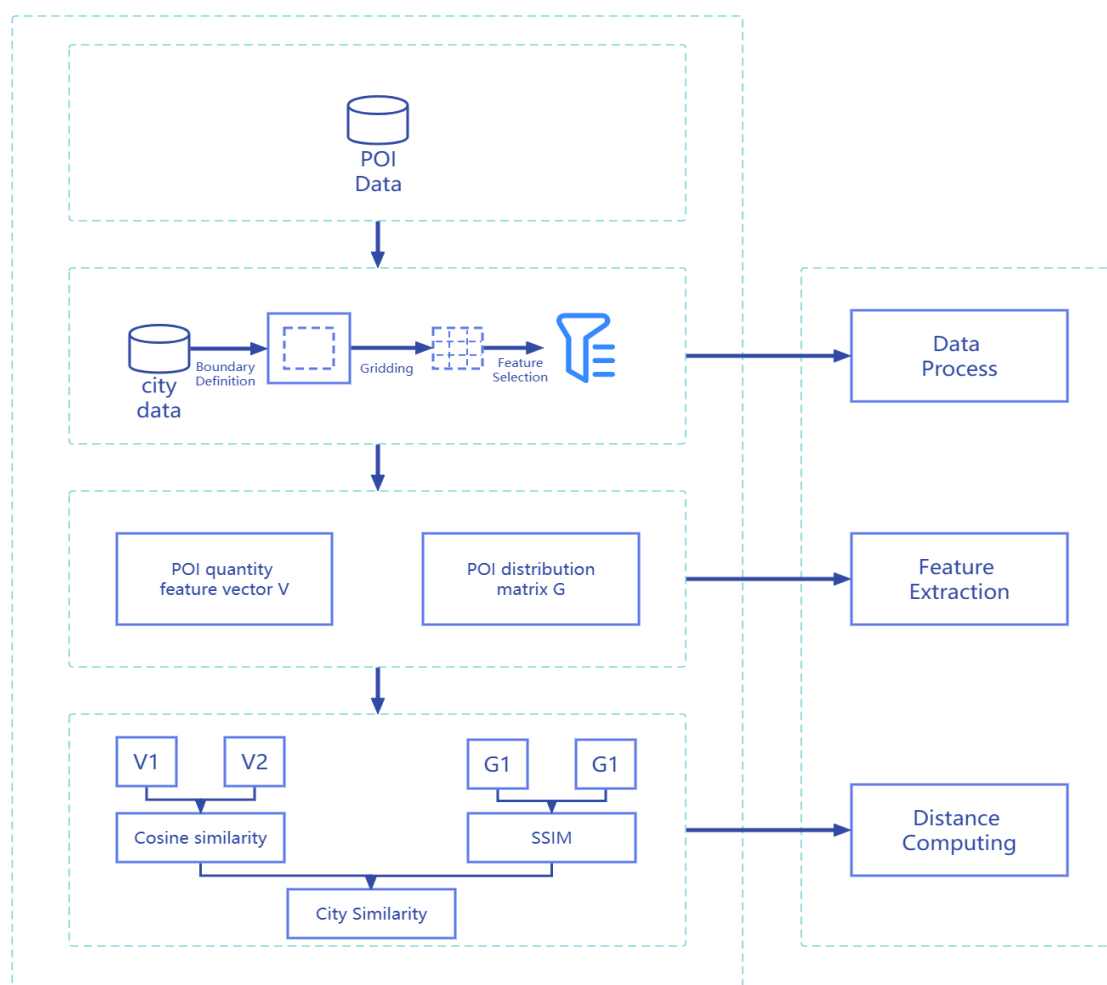 POI
Data
city
data
Boundary
Definition
Gridding
Feature
Selection
Data
Process
POI quantity
feature vector V
POI distribution
matrix G
Feature
Extraction
V1
V2
G1
G1
Cosine similarity
SSIM
City Similarity
Distance
Computing